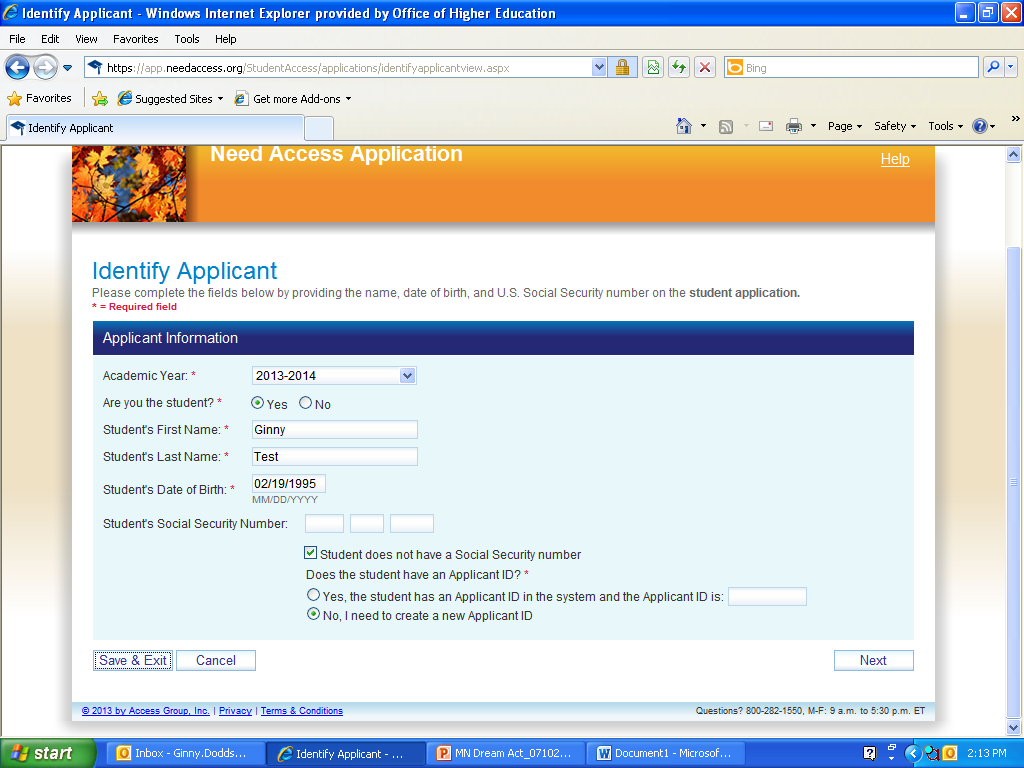 Identify Applicant - Windows Internet Explorer provided by Office of Higher Education
File Edit View Favorites Tools Help
https://app.needaccess.org/StudentAccess/applications/identifyapplicantview.aspx Bing
Favorites Suggested Sites Get more Add-ons
Identify Applicant Page Safety Tools »
Need Access Application
Help
Identify Applicant
Please complete the fields below by providing the name, date of birth, and U.S. Social Security number on the student application.
* = Required field
Applicant Information
Academic Year: * 2013-2014
Are you the student? * Yes No
Student's First Name: * Ginny
Student's Last Name: * Test
Student's Date of Birth: * 02/19/1995
MM/DD/YYYY
Student's Social Security Number:
Student does not have a Social Security number
Does the student have an Applicant ID? *
Yes, the student has an Applicant ID in the system and the Applicant ID is:
No, I need to create a new Applicant ID
Save & Exit Cancel Next
© 2013 by Access Group, Inc. | Privacy | Terms & Conditions Questions? 800-282-1550, M-F: 9 a.m. to 5:30 p.m. ET
start Inbox - Ginny.Dodds... Identify Applicant - ... MN Dream Act_07102... Document1 - Microsof... 2:13 PM